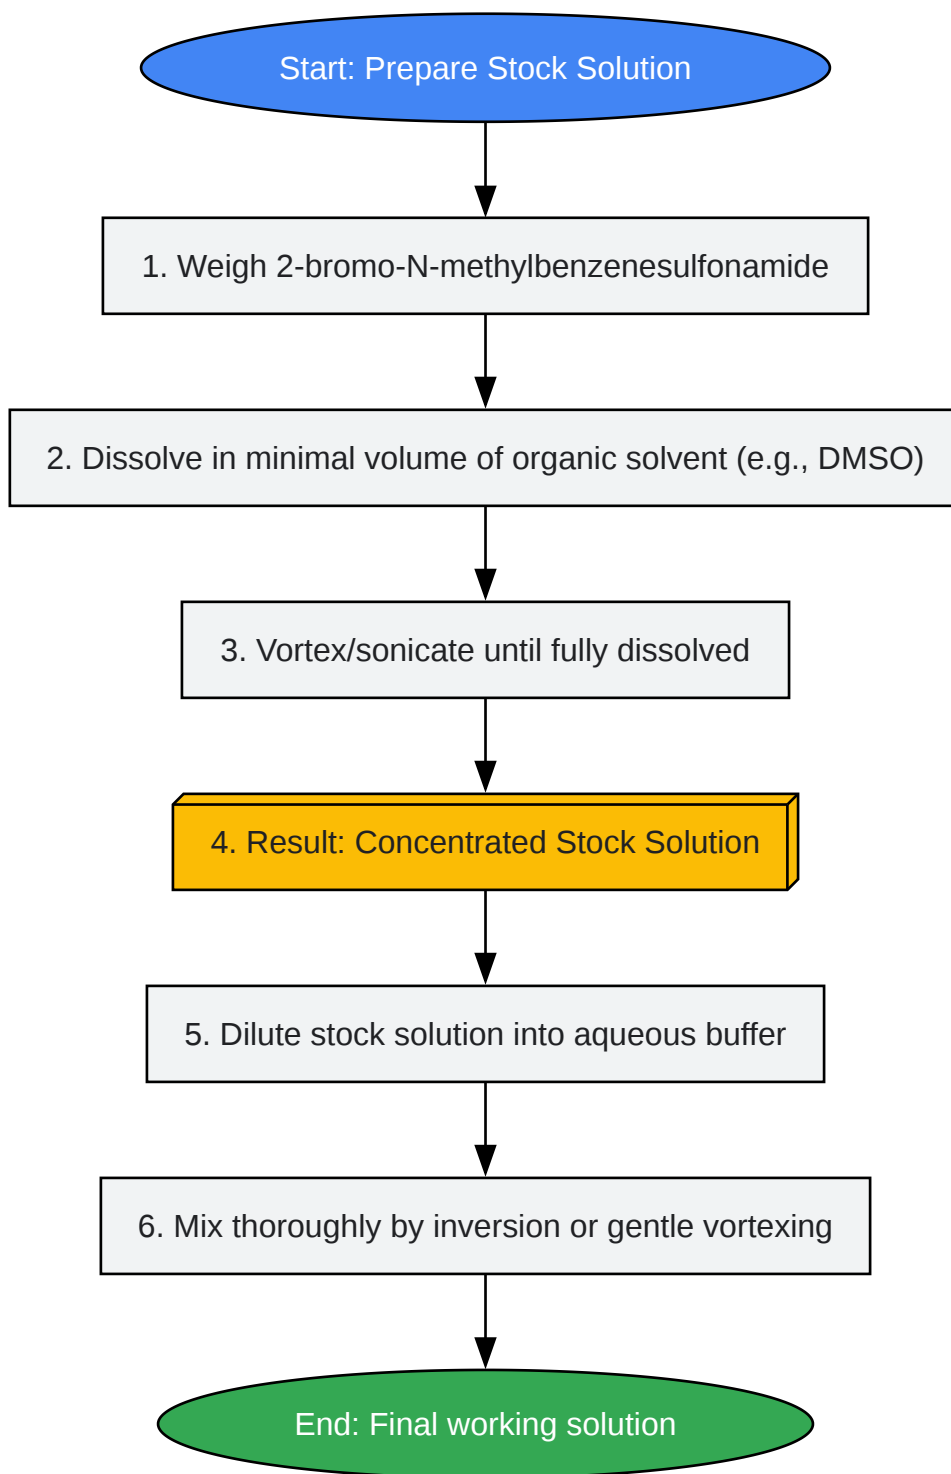 Start: Prepare Stock Solution
1. Weigh 2-bromo-N-methylbenzenesulfonamide
2. Dissolve in minimal volume of organic solvent (e.g., DMSO)
3. Vortex/sonicate until fully dissolved
4. Result: Concentrated Stock Solution
5. Dilute stock solution into aqueous buffer
6. Mix thoroughly by inversion or gentle vortexing
End: Final working solution